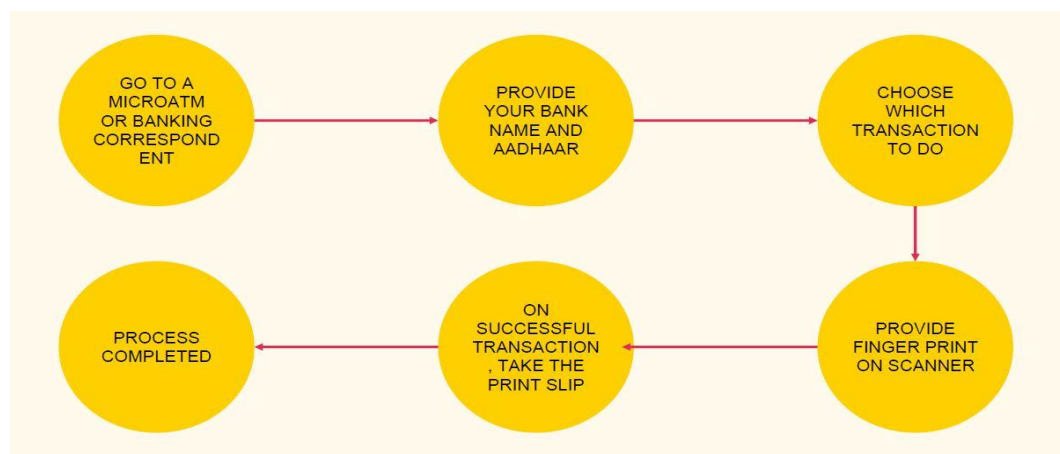 GO TO A
MICROATM
OR BANKING
CORRESPOND
ENT
PROVIDE
YOUR BANK
NAME AND
AADHAAR
CHOOSE
WHICH
TRANSACTION
TO DO
PROVIDE
FINGER PRINT
ON SCANNER
ON
SUCCESSFUL
TRANSACTION
, TAKE THE
PRINT SLIP
PROCESS
COMPLETED